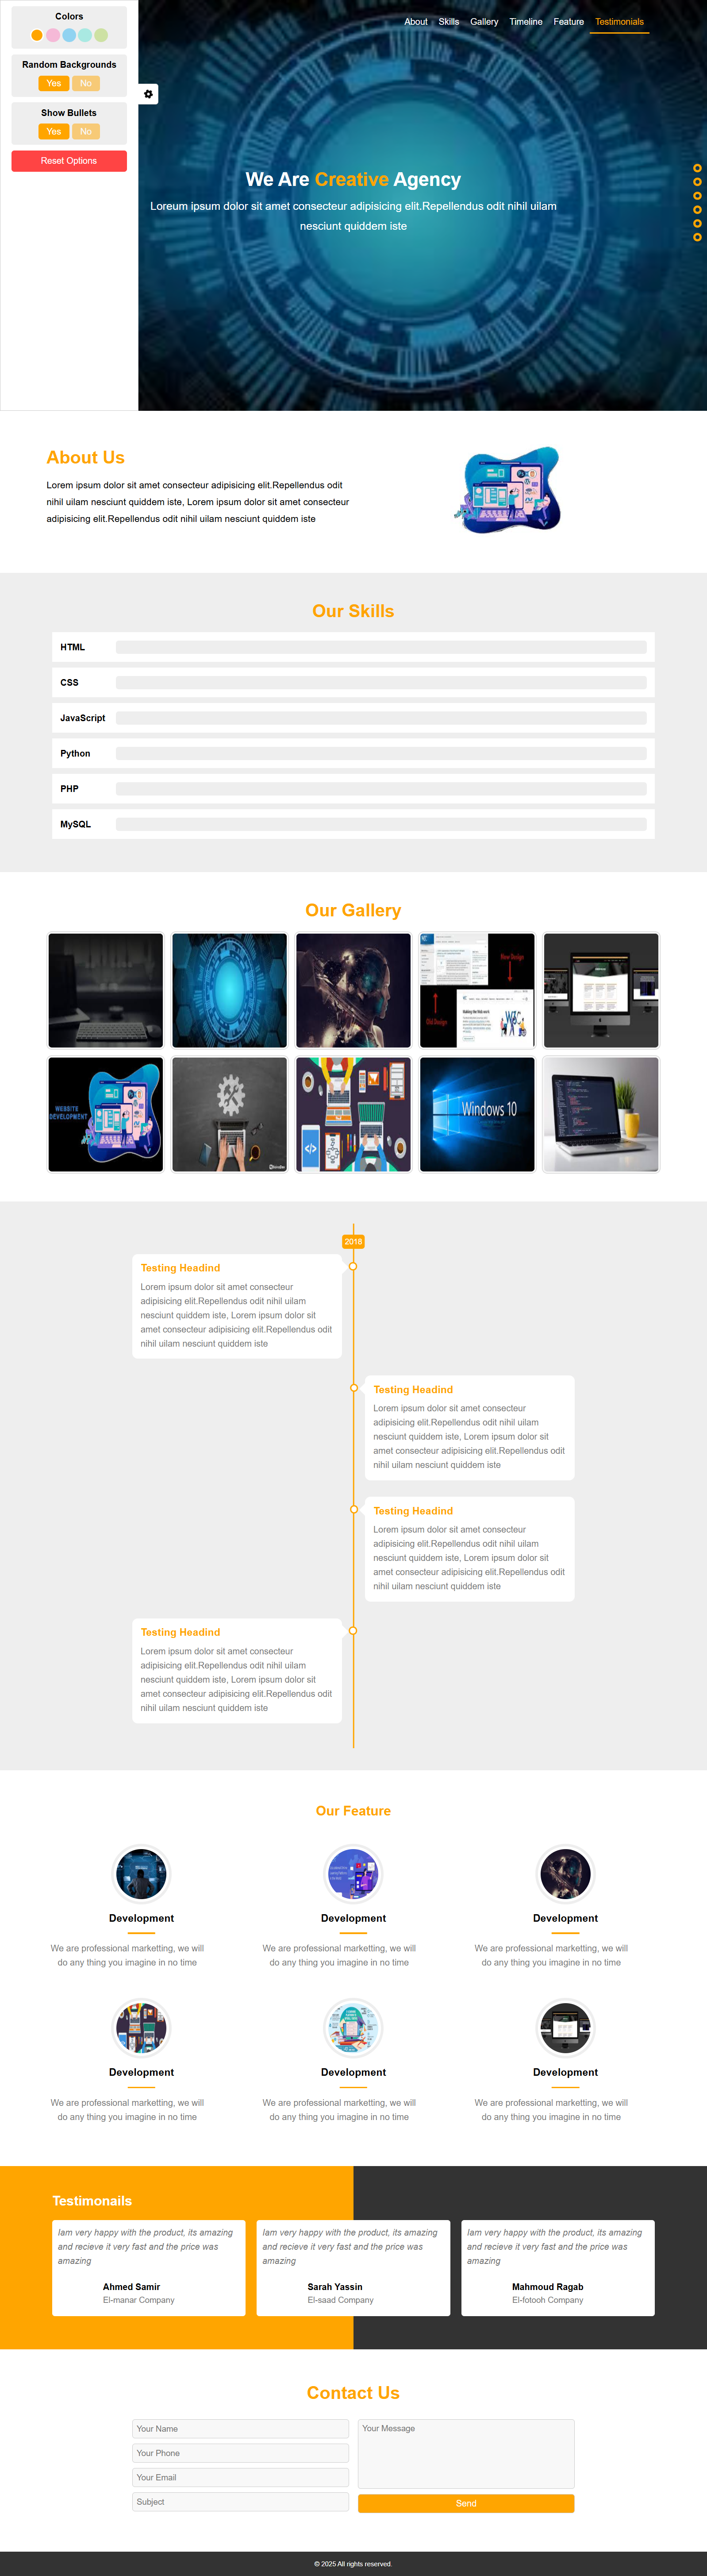 Colors
Random Backgrounds
Yes No
Show Bullets
Yes No
Reset Options
About Skills Gallery Timeline Feature Testimonials
We Are Creative Agency
Loreum ipsum dolor sit amet consecteur adipisicing elit.Repellendus odit nihil uilam
nesciunt quiddem iste
About Us
Lorem ipsum dolor sit amet consecteur adipisicing elit.Repellendus odit
nihil uilam nesciunt quiddem iste, Lorem ipsum dolor sit amet consecteur
adipisicing elit.Repellendus odit nihil uilam nesciunt quiddem iste
Our Skills
HTML
CSS
JavaScript
Python
PHP
MySQL
Our Gallery
New Design
Old Design
WEBSITE
DEVELOPMENT
Windows 10
2018
Testing Headind
Lorem ipsum dolor sit amet consecteur
adipisicing elit.Repellendus odit nihil uilam
nesciunt quiddem iste, Lorem ipsum dolor sit
amet consecteur adipisicing elit.Repellendus odit
nihil uilam nesciunt quiddem iste
Testing Headind
Lorem ipsum dolor sit amet consecteur
adipisicing elit.Repellendus odit nihil uilam
nesciunt quiddem iste, Lorem ipsum dolor sit
amet consecteur adipisicing elit.Repellendus odit
nihil uilam nesciunt quiddem iste
Testing Headind
Lorem ipsum dolor sit amet consecteur
adipisicing elit.Repellendus odit nihil uilam
nesciunt quiddem iste, Lorem ipsum dolor sit
amet consecteur adipisicing elit.Repellendus odit
nihil uilam nesciunt quiddem iste
Testing Headind
Lorem ipsum dolor sit amet consecteur
adipisicing elit.Repellendus odit nihil uilam
nesciunt quiddem iste, Lorem ipsum dolor sit
amet consecteur adipisicing elit.Repellendus odit
nihil uilam nesciunt quiddem iste
Our Feature
Development
We are professional marketting, we will
do any thing you imagine in no time
Development
We are professional marketting, we will
do any thing you imagine in no time
Development
We are professional marketting, we will
do any thing you imagine in no time
Development
We are professional marketting, we will
do any thing you imagine in no time
Development
We are professional marketting, we will
do any thing you imagine in no time
Development
We are professional marketting, we will
do any thing you imagine in no time
Testimonails
Iam very happy with the product, its amazing
and recieve it very fast and the price was
amazing
Ahmed Samir
El-manar Company
Iam very happy with the product, its amazing
and recieve it very fast and the price was
amazing
Sarah Yassin
El-saad Company
Iam very happy with the product, its amazing
and recieve it very fast and the price was
amazing
Mahmoud Ragab
El-fotooh Company
Contact Us
Your Name
Your Phone
Your Email
Subject
Your Message
Send
© 2025 All rights reserved.